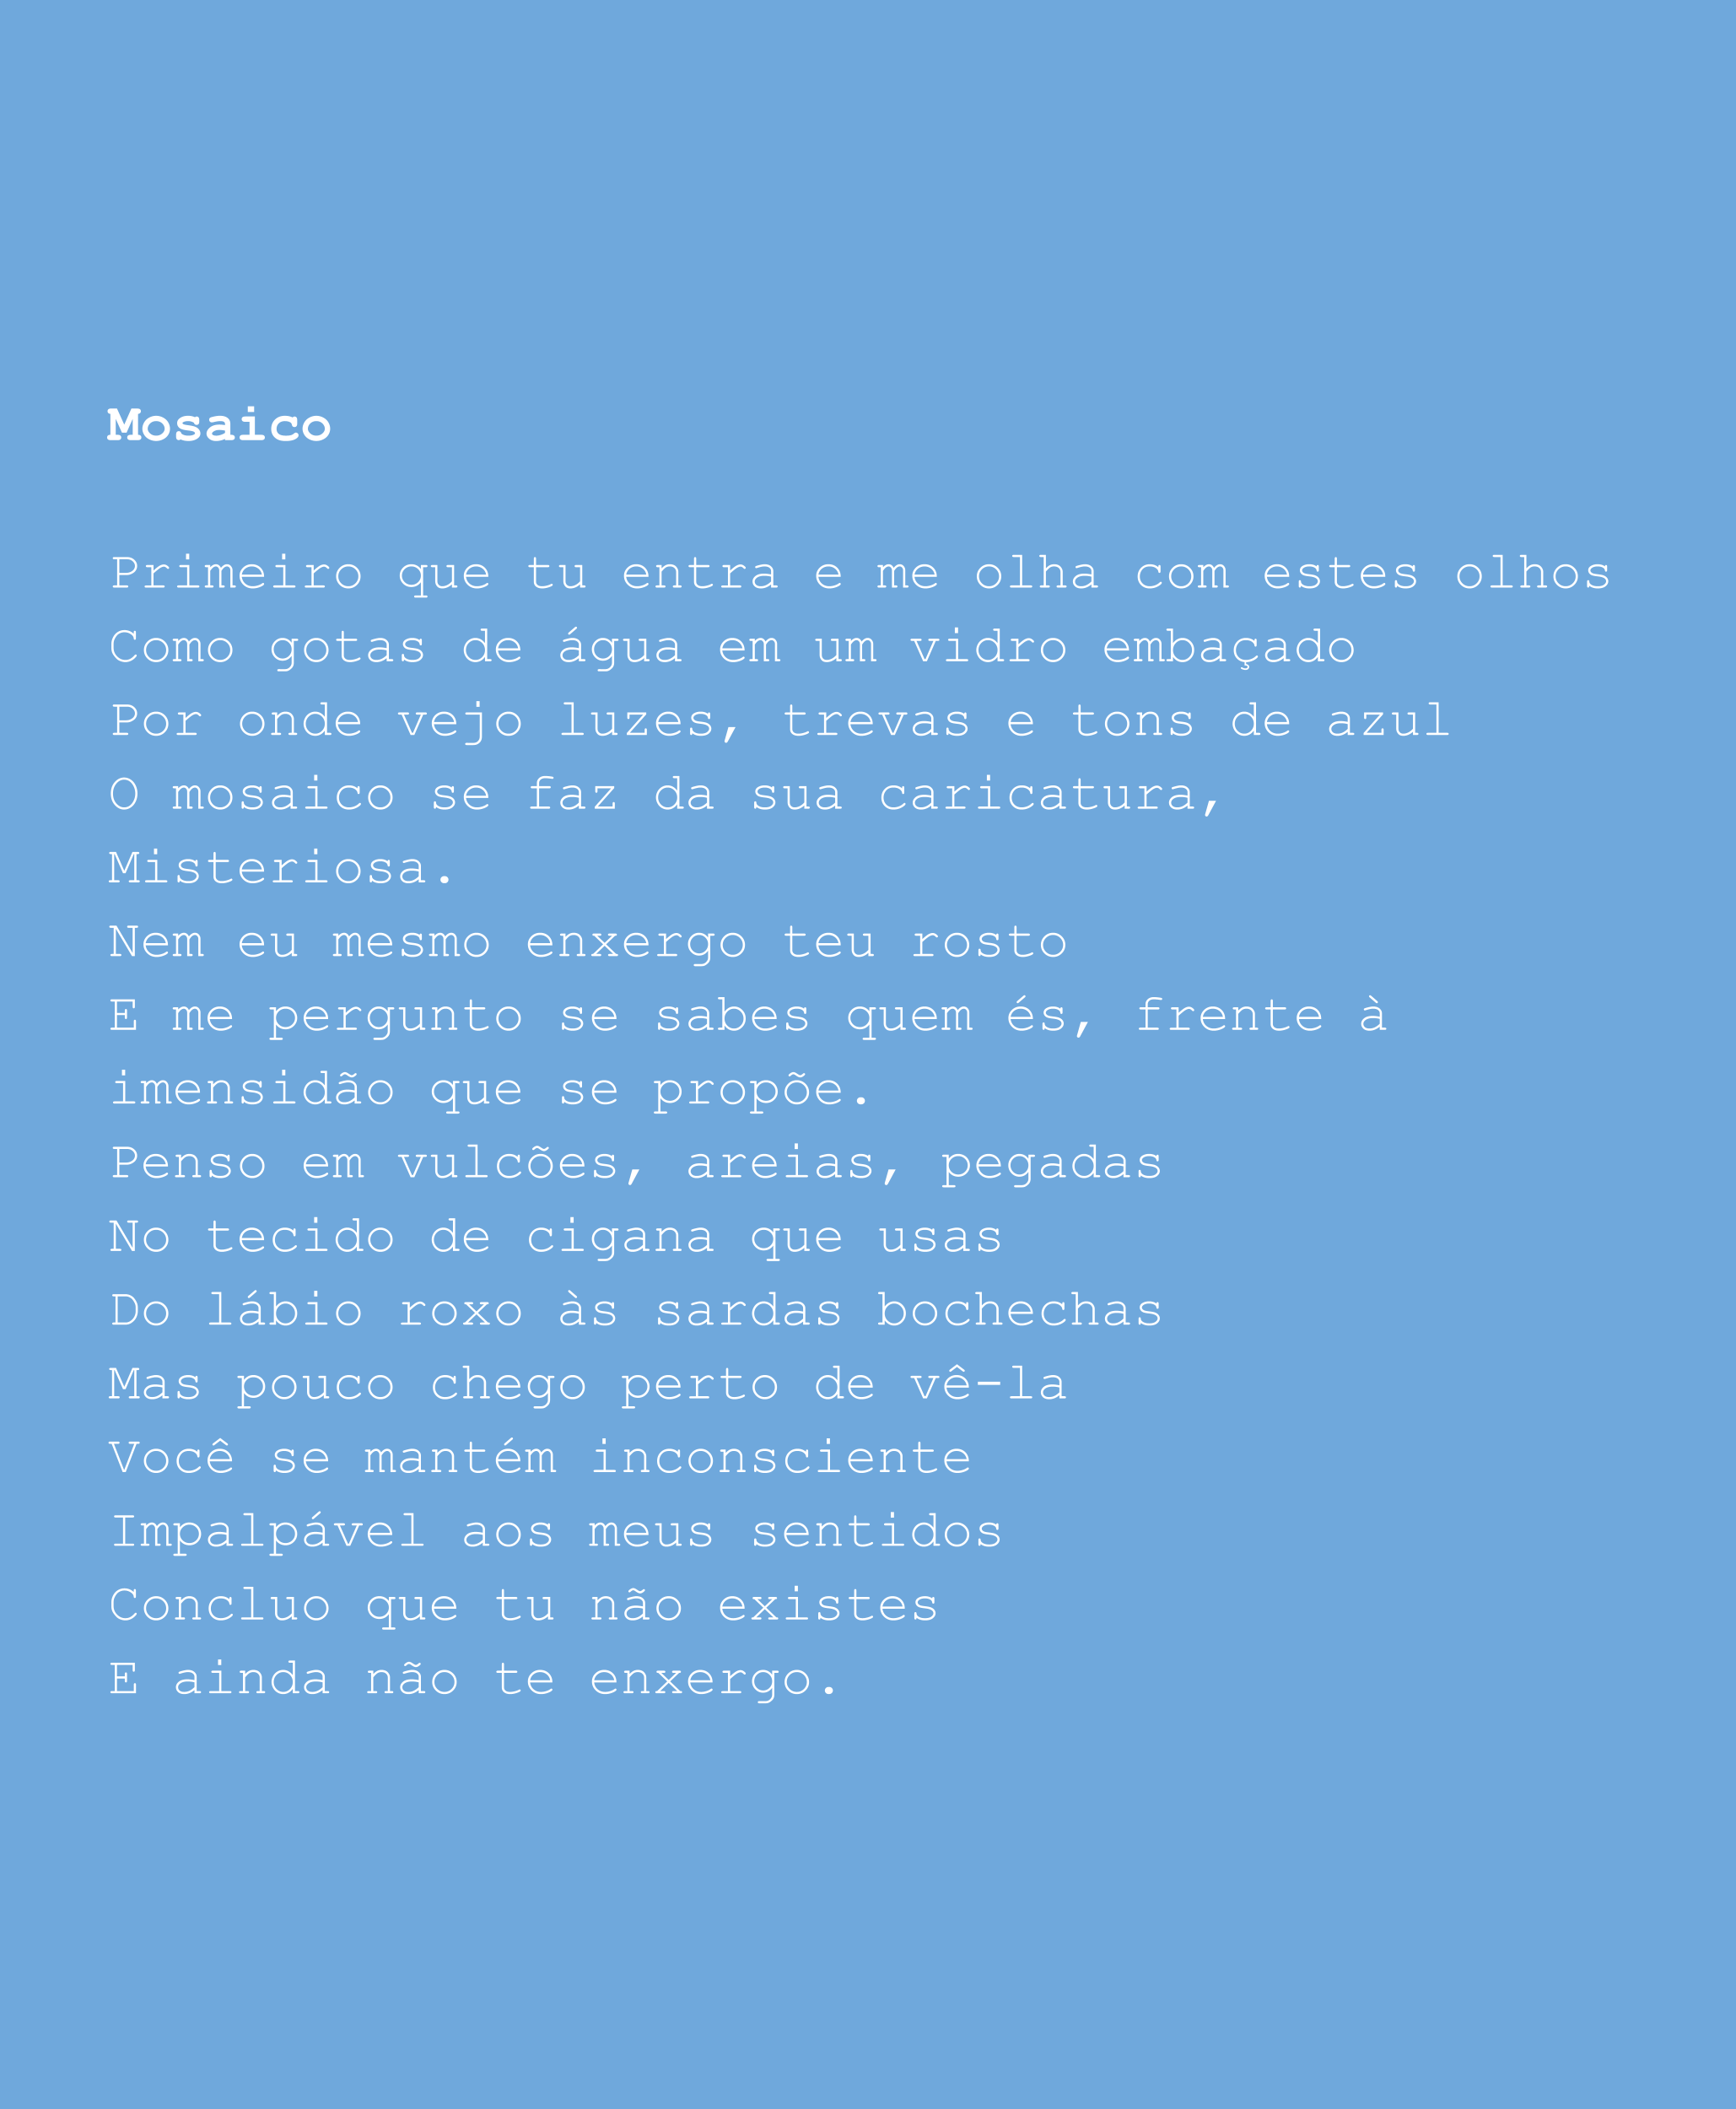 Mosaico
Primeiro que tu entra e me olha com estes olhos
Como gotas de água em um vidro embaçado
Por onde vejo luzes, trevas e tons de azul
O mosaico se faz da sua caricatura,
Misteriosa.
Nem eu mesmo enxergo teu rosto
E me pergunto se sabes quem és, frente à
imensidão que se propõe.
Penso em vulcões, areias, pegadas
No tecido de cigana que usas
Do lábio roxo às sardas bochechas
Mas pouco chego perto de vê-la
Você se mantém inconsciente
Impalpável aos meus sentidos
Concluo que tu não existes
E ainda não te enxergo.